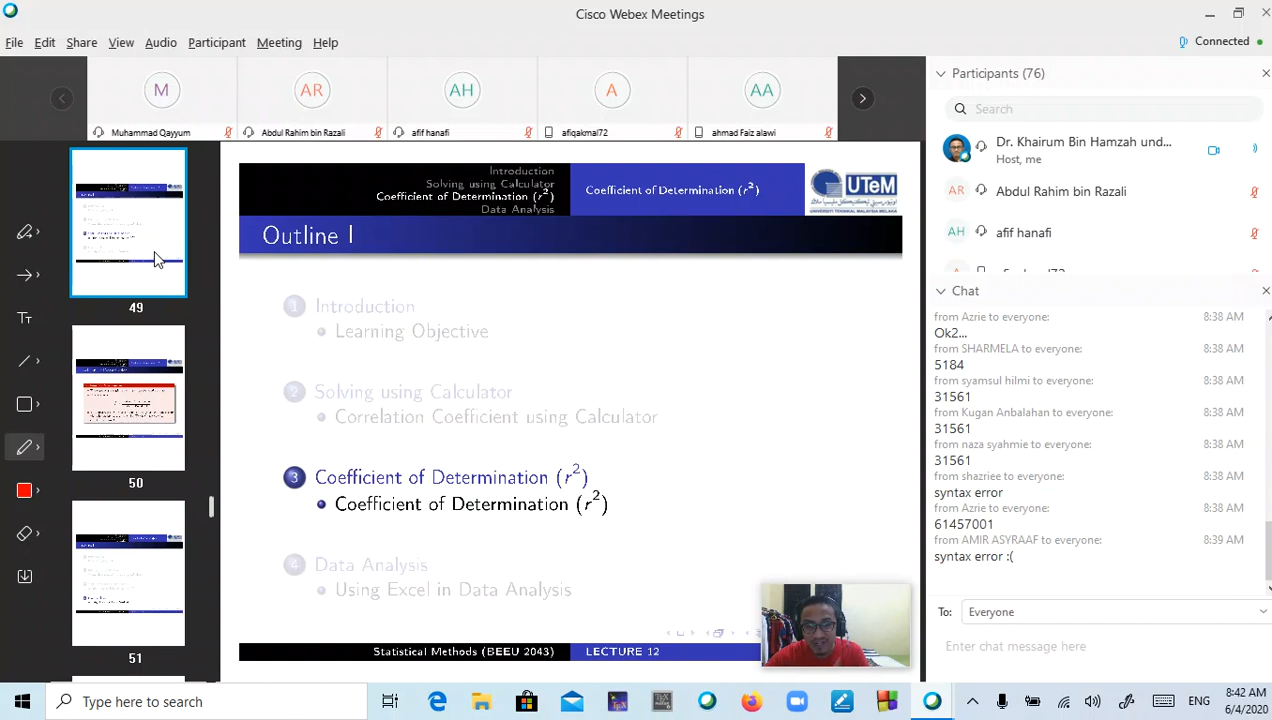 Cisco Webex Meetings
File Edit Share View Audio Participant Meeting Help
Connected
M
AR
AH
A
AA
Muhammad Qayyum
Abdul Rahim bin Razali
afif hanafi
afiqakmal72
ahmad Faiz alawi
49
50
51
Introduction
Solving using Calculator
Coefficient of Determination (r²)
Data Analysis
Coefficient of Determination (r²)
UTeM
UNIVERSITI TEKNIKAL MALAYSIA MELAKA
Outline I
1 Introduction
Learning Objective
2 Solving using Calculator
Correlation Coefficient using Calculator
3 Coefficient of Determination (r²)
Coefficient of Determination (r²)
4 Data Analysis
Using Excel in Data Analysis
Statistical Methods (BEEU 2043)
LECTURE 12
Participants (76)
Search
Dr. Khairum Bin Hamzah und...
Host, me
AR Abdul Rahim bin Razali
AH afif hanafi
Chat
from Azrie to everyone: 8:38 AM
Ok2...
from SHARMELA to everyone: 8:38 AM
5184
from syamsul hilmi to everyone: 8:38 AM
31561
from Kugan Anbalahan to everyone: 8:38 AM
31561
from naza syahmie to everyone: 8:38 AM
31561
from shazriee to everyone: 8:38 AM
syntax error
from Azrie to everyone: 8:38 AM
61457001
from AMIR ASYRAAF to everyone: 8:39 AM
syntax error :(
To: Everyone
Enter chat message here
Type here to search
ENG
8:42 AM
6/4/2020